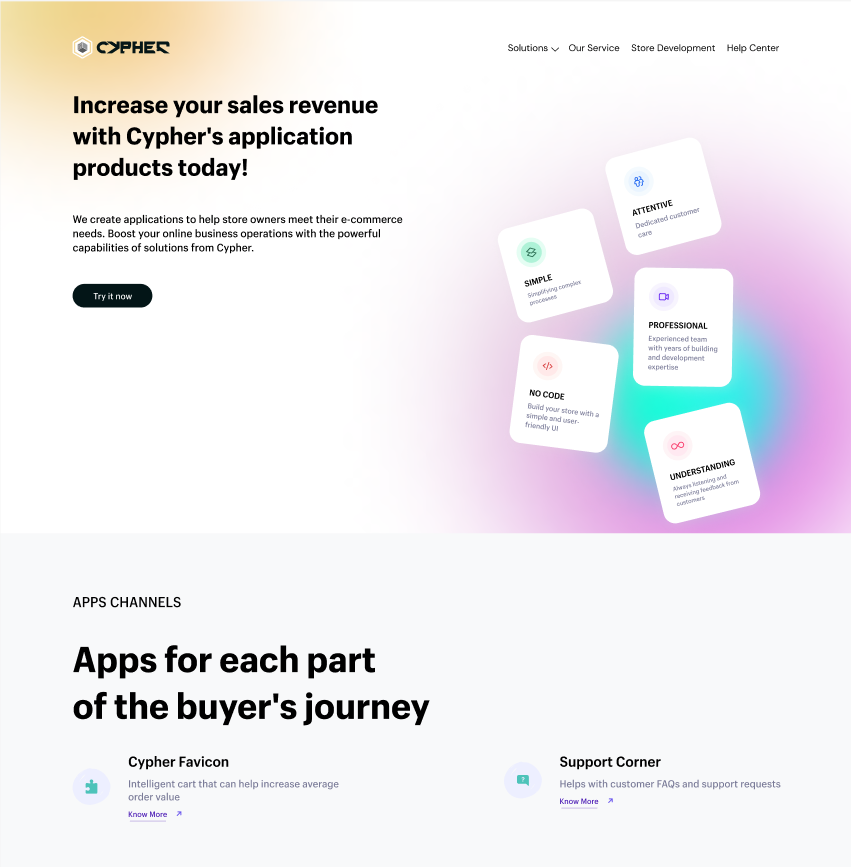 CYPHER
Solutions
Our Service
Store Development
Help Center
Increase your sales revenue
with Cypher's application
products today!
We create applications to help store owners meet their e-commerce
needs. Boost your online business operations with the powerful
capabilities of solutions from Cypher.
Try it now
ATTENTIVE
Dedicated customer
care
SIMPLE
Simplifying complex
processes
PROFESSIONAL
Experienced team
with years of building
and development
expertise
NO CODE
Build your store with a
simple and user-
friendly UI
UNDERSTANDING
Always listening and
receiving feedback from
customers
APPS CHANNELS
Apps for each part
of the buyer's journey
Cypher Favicon
Intelligent cart that can help increase average
order value
Know More
Support Corner
Helps with customer FAQs and support requests
Know More